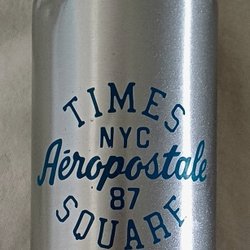 TIMES
NYC
Aéropostale
87
SQUARE